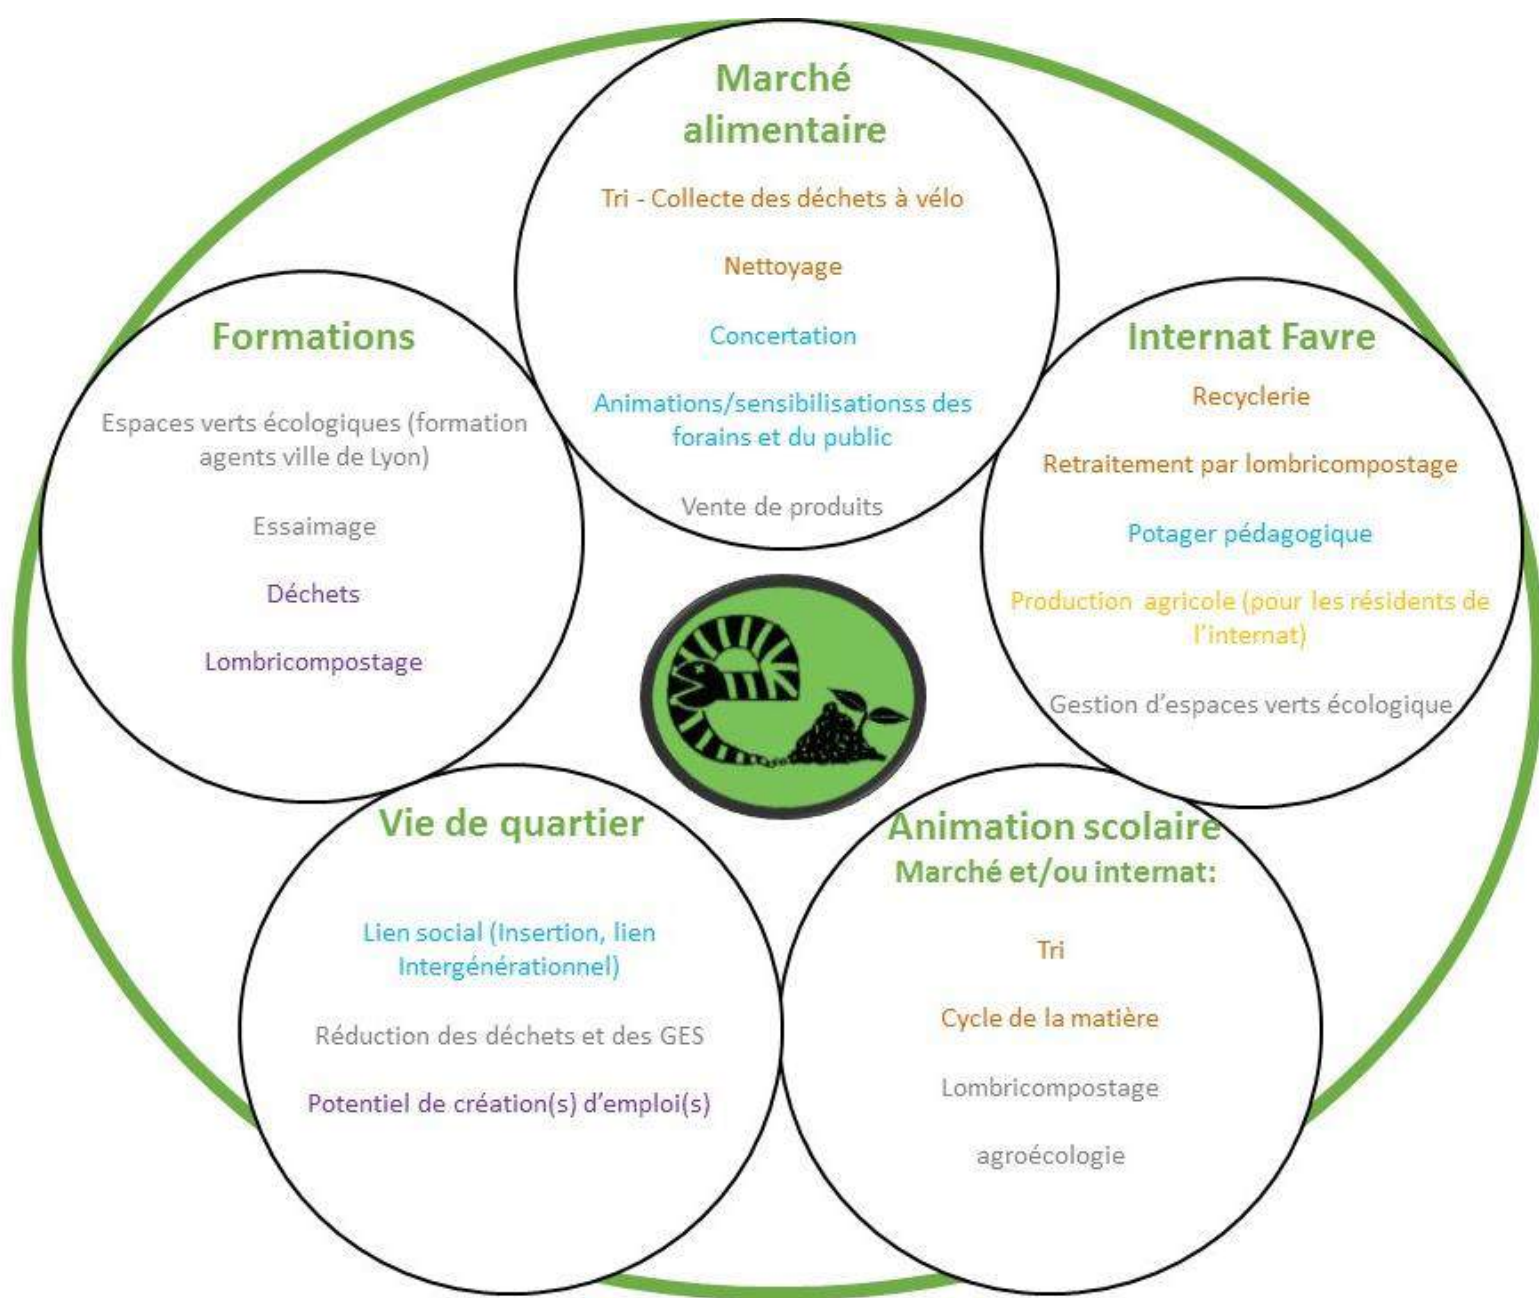 Marché
alimentaire
Tri - Collecte des déchets à vélo
Nettoyage
Concertation
Animations/sensibilisationss des
forains et du public
Vente de produits
Formations
Espaces verts écologiques (formation
agents ville de Lyon)
Essaimage
Déchets
Lombricompostage
Internat Favre
Recyclerie
Retraitement par lombricompostage
Potager pédagogique
Production agricole (pour les résidents de
l'internat)
Gestion d'espaces verts écologique
Vie de quartier
Lien social (Insertion, lien
Intergénérationnel)
Réduction des déchets et des GES
Potentiel de création(s) d'emploi(s)
Animation scolaire
Marché et/ou internat:
Tri
Cycle de la matière
Lombricompostage
agroécologie